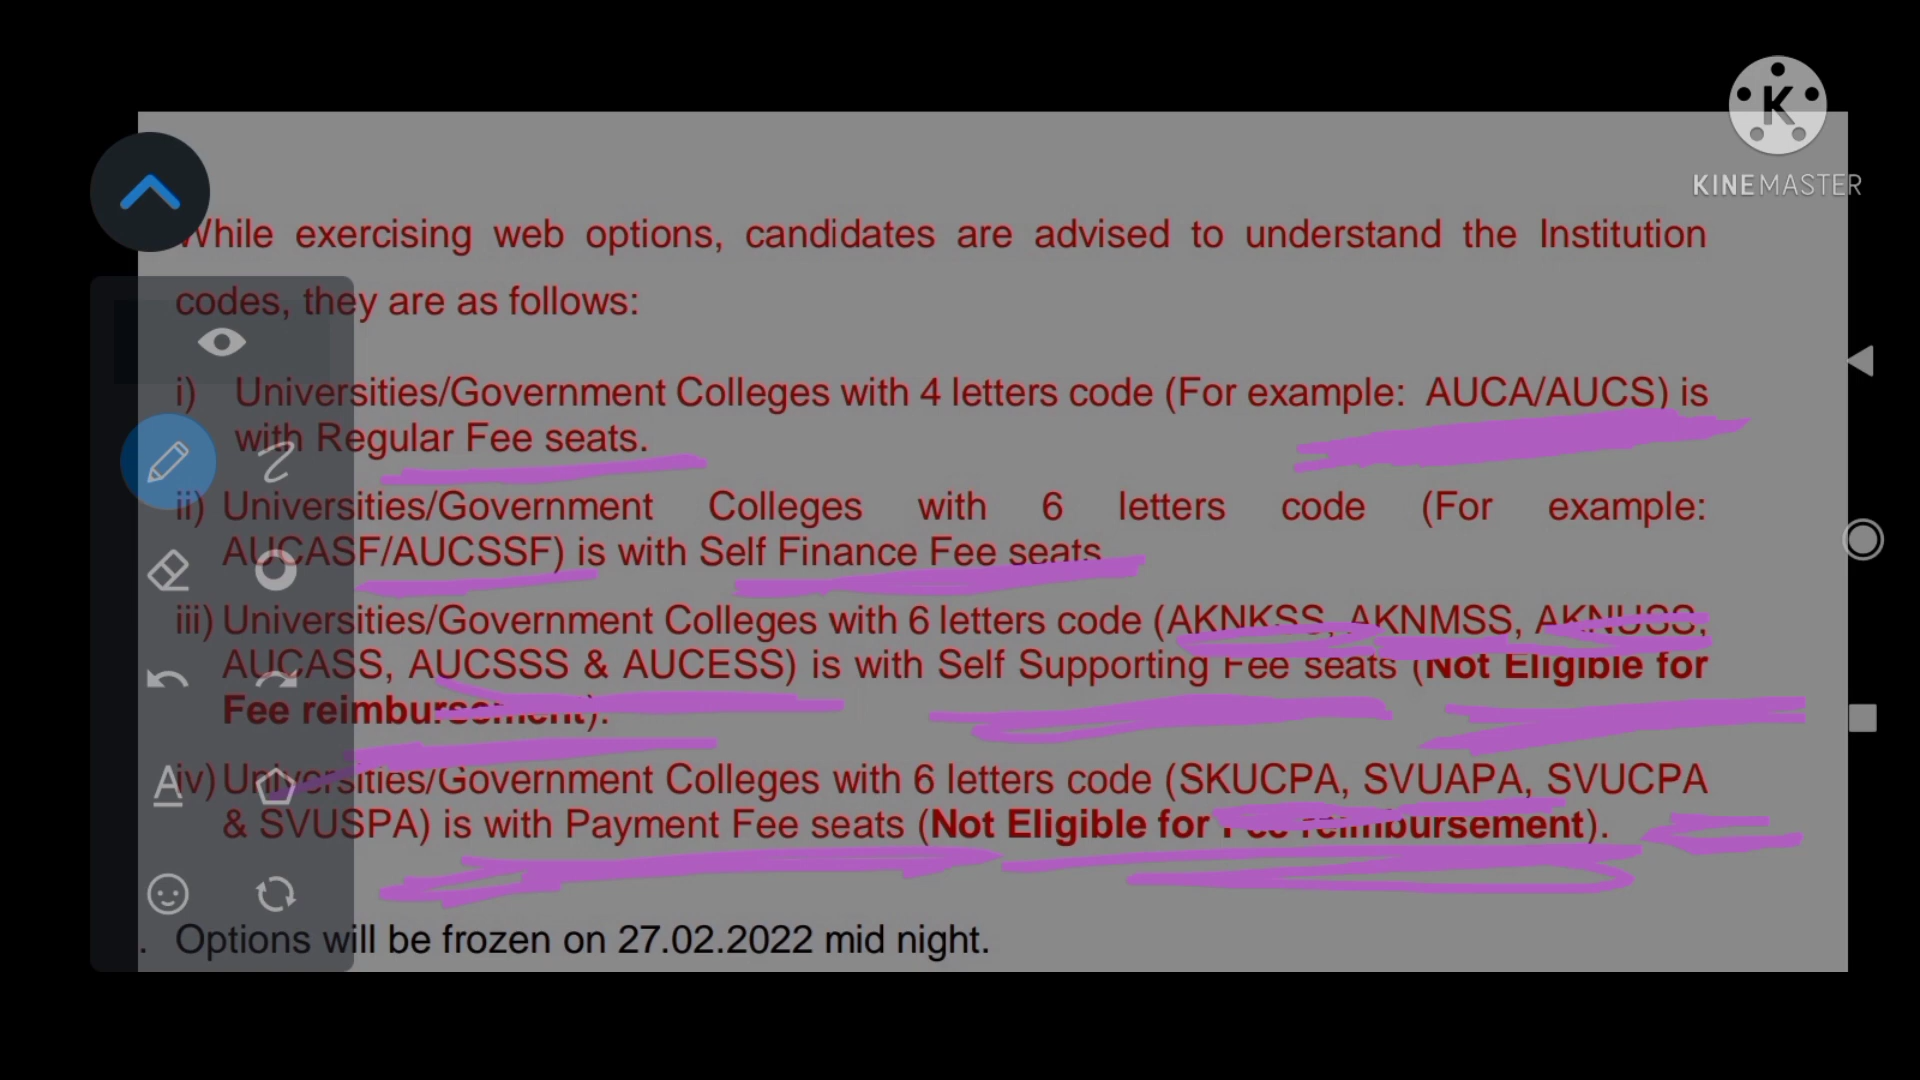 K
KINEMASTER
While exercising web options, candidates are advised to understand the Institution
codes, they are as follows:
i) Universities/Government Colleges with 4 letters code (For example: AUCA/AUCS) is
with Regular Fee seats.
ii) Universities/Government Colleges with 6 letters code (For example:
AUCASF/AUCSSF) is with Self Finance Fee seats
iii) Universities/Government Colleges with 6 letters code (AKNKSS, AKNMSS, AKNUSS,
AUCASS, AUCSSS & AUCESS) is with Self Supporting Fee seats (Not Eligible for
Fee reimbursement).
iv) Universities/Government Colleges with 6 letters code (SKUCPA, SVUAPA, SVUCPA
& SVUSPA) is with Payment Fee seats (Not Eligible for Fee reimbursement).
. Options will be frozen on 27.02.2022 mid night.
A